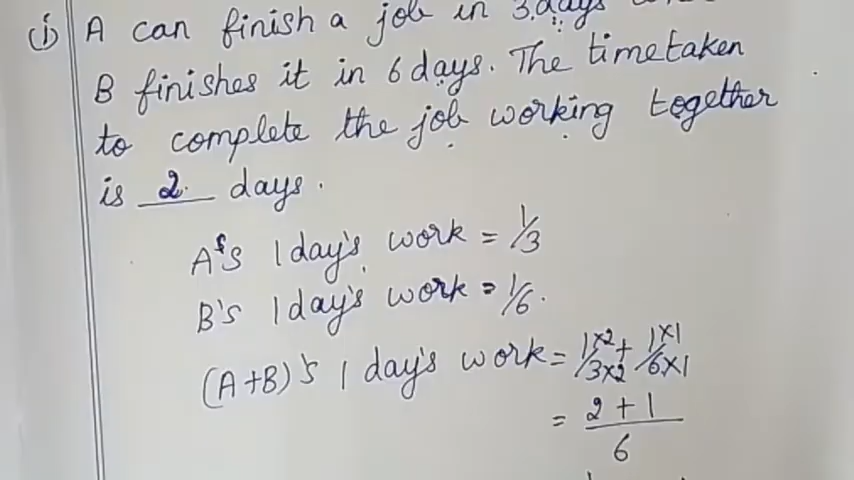 (i) A can finish a job in 3 days
B finishes it in 6 days. The time taken
to complete the job working together
is 2 days.
A's 1 day's work = 1/3
B's 1 day's work = 1/6.
(A+B)'s 1 day's work = 1×2/3×2 + 1×1/6×1
= 2+1/6